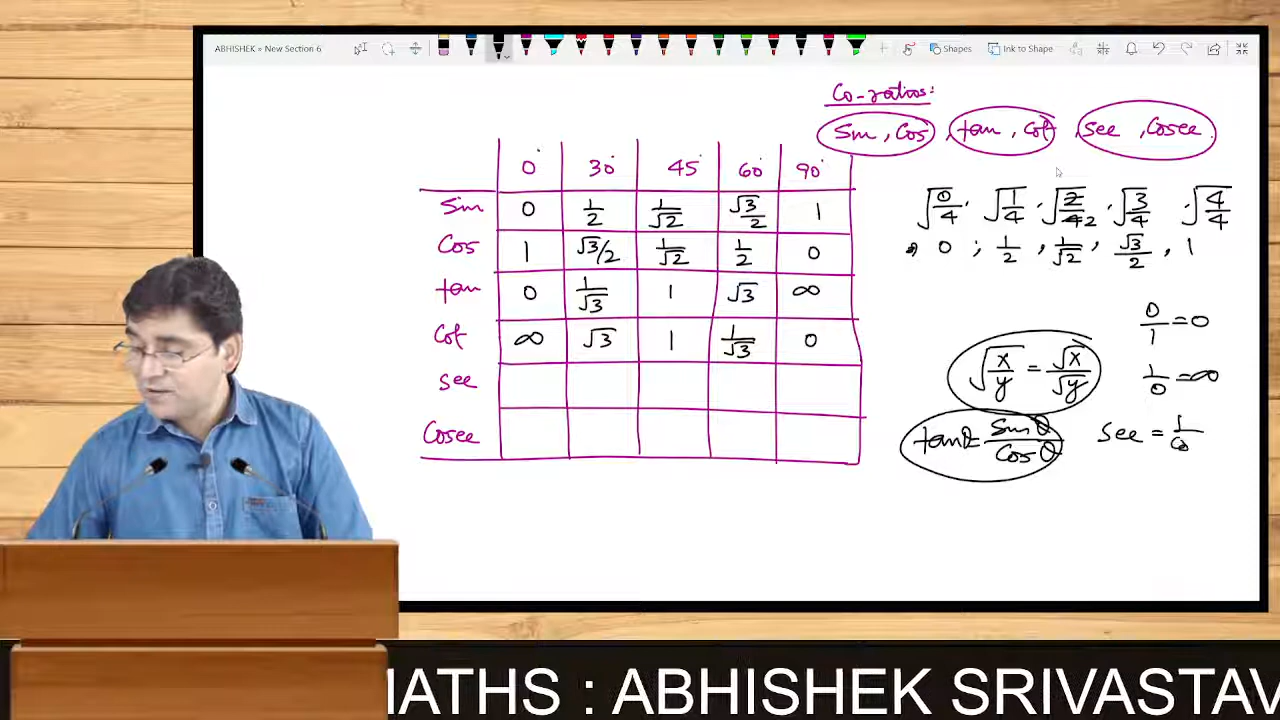 ABHISHEK » New Section 6
Shapes
Ink to Shape
Co-ratios:
Sin, Cos, tan, Cot, sec, Cosec
0° 30° 45° 60° 90°
Sin 0 1/2 1/√2 √3/2 1
Cos 1 √3/2 1/√2 1/2 0
tan 0 1/√3 1 √3 ∞
Cot ∞ √3 1 1/√3 0
sec
Cosec
√0/4 . √1/4 . √2/42 . √3/4 . √4/4
0 ; 1/2 , 1/√2 , √3/2 , 1
0/1 = 0
√x/y = √x/√y
1/0 = ∞
tanθ = Sinθ/Cosθ
sec = 1/Co
MATHS : ABHISHEK SRIVASTAV